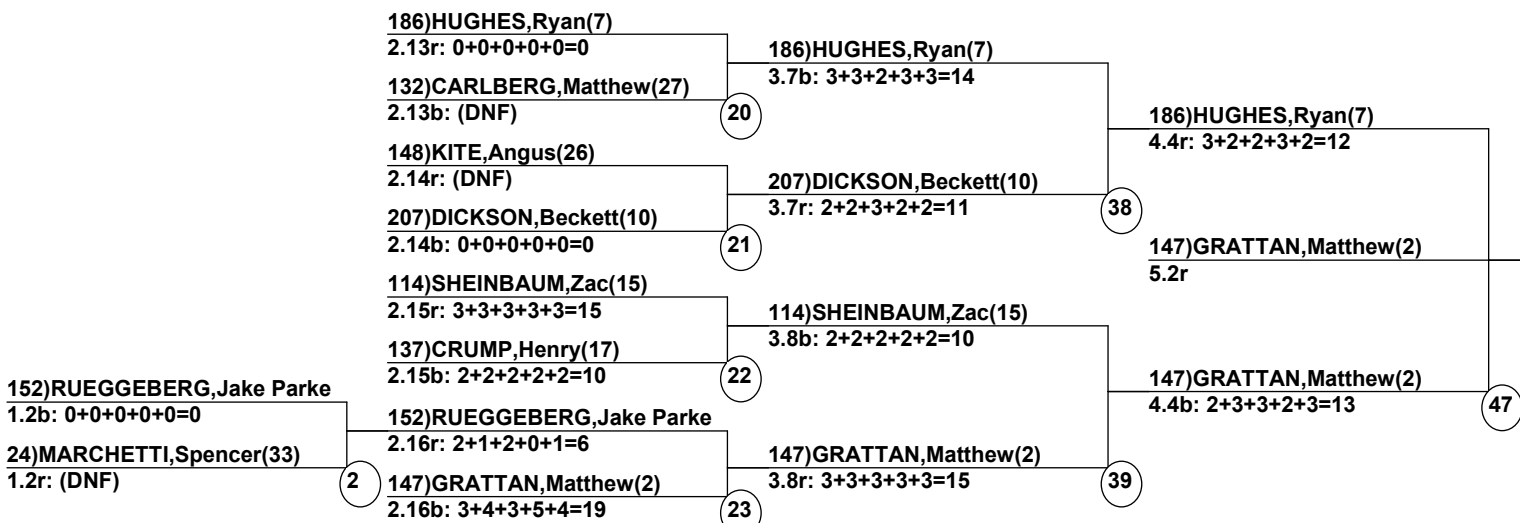 152)RUEGGEBERG,Jake Parke
1.2b: 0+0+0+0+0=0
24)MARCHETTI,Spencer(33)
1.2r: (DNF)
2
186)HUGHES,Ryan(7)
2.13r: 0+0+0+0+0=0
132)CARLBERG,Matthew(27)
2.13b: (DNF)
20
148)KITE,Angus(26)
2.14r: (DNF)
207)DICKSON,Beckett(10)
2.14b: 0+0+0+0+0=0
21
114)SHEINBAUM,Zac(15)
2.15r: 3+3+3+3+3=15
137)CRUMP,Henry(17)
2.15b: 2+2+2+2+2=10
22
152)RUEGGEBERG,Jake Parke
2.16r: 2+1+2+0+1=6
147)GRATTAN,Matthew(2)
2.16b: 3+4+3+5+4=19
23
186)HUGHES,Ryan(7)
3.7b: 3+3+2+3+3=14
207)DICKSON,Beckett(10)
3.7r: 2+2+3+2+2=11
38
114)SHEINBAUM,Zac(15)
3.8b: 2+2+2+2+2=10
147)GRATTAN,Matthew(2)
3.8r: 3+3+3+3+3=15
39
186)HUGHES,Ryan(7)
4.4r: 3+2+2+3+2=12
147)GRATTAN,Matthew(2)
4.4b: 2+3+3+2+3=13
47
147)GRATTAN,Matthew(2)
5.2r